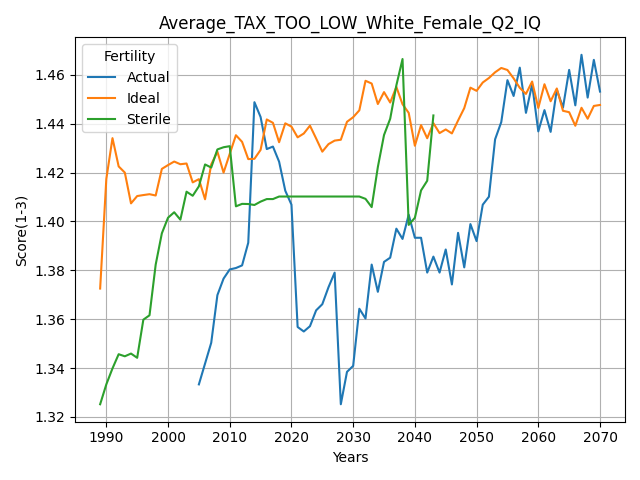 Average_TAX_TOO_LOW_White_Female_Q2_IQ
Fertility
Actual
Ideal
Sterile
Score(1-3)
1.46
1.44
1.42
1.40
1.38
1.36
1.34
1.32
1990 2000 2010 2020 2030 2040 2050 2060 2070
Years